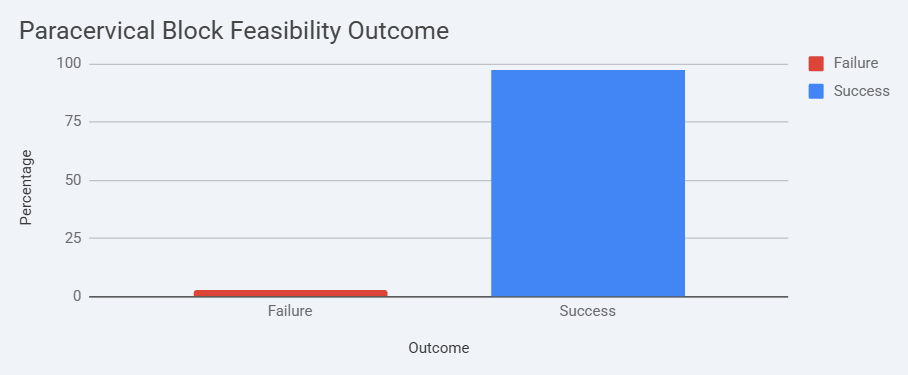 Paracervical Block Feasibility Outcome
100
75
50
25
0
Percentage
Failure
Success
Outcome
Failure
Success